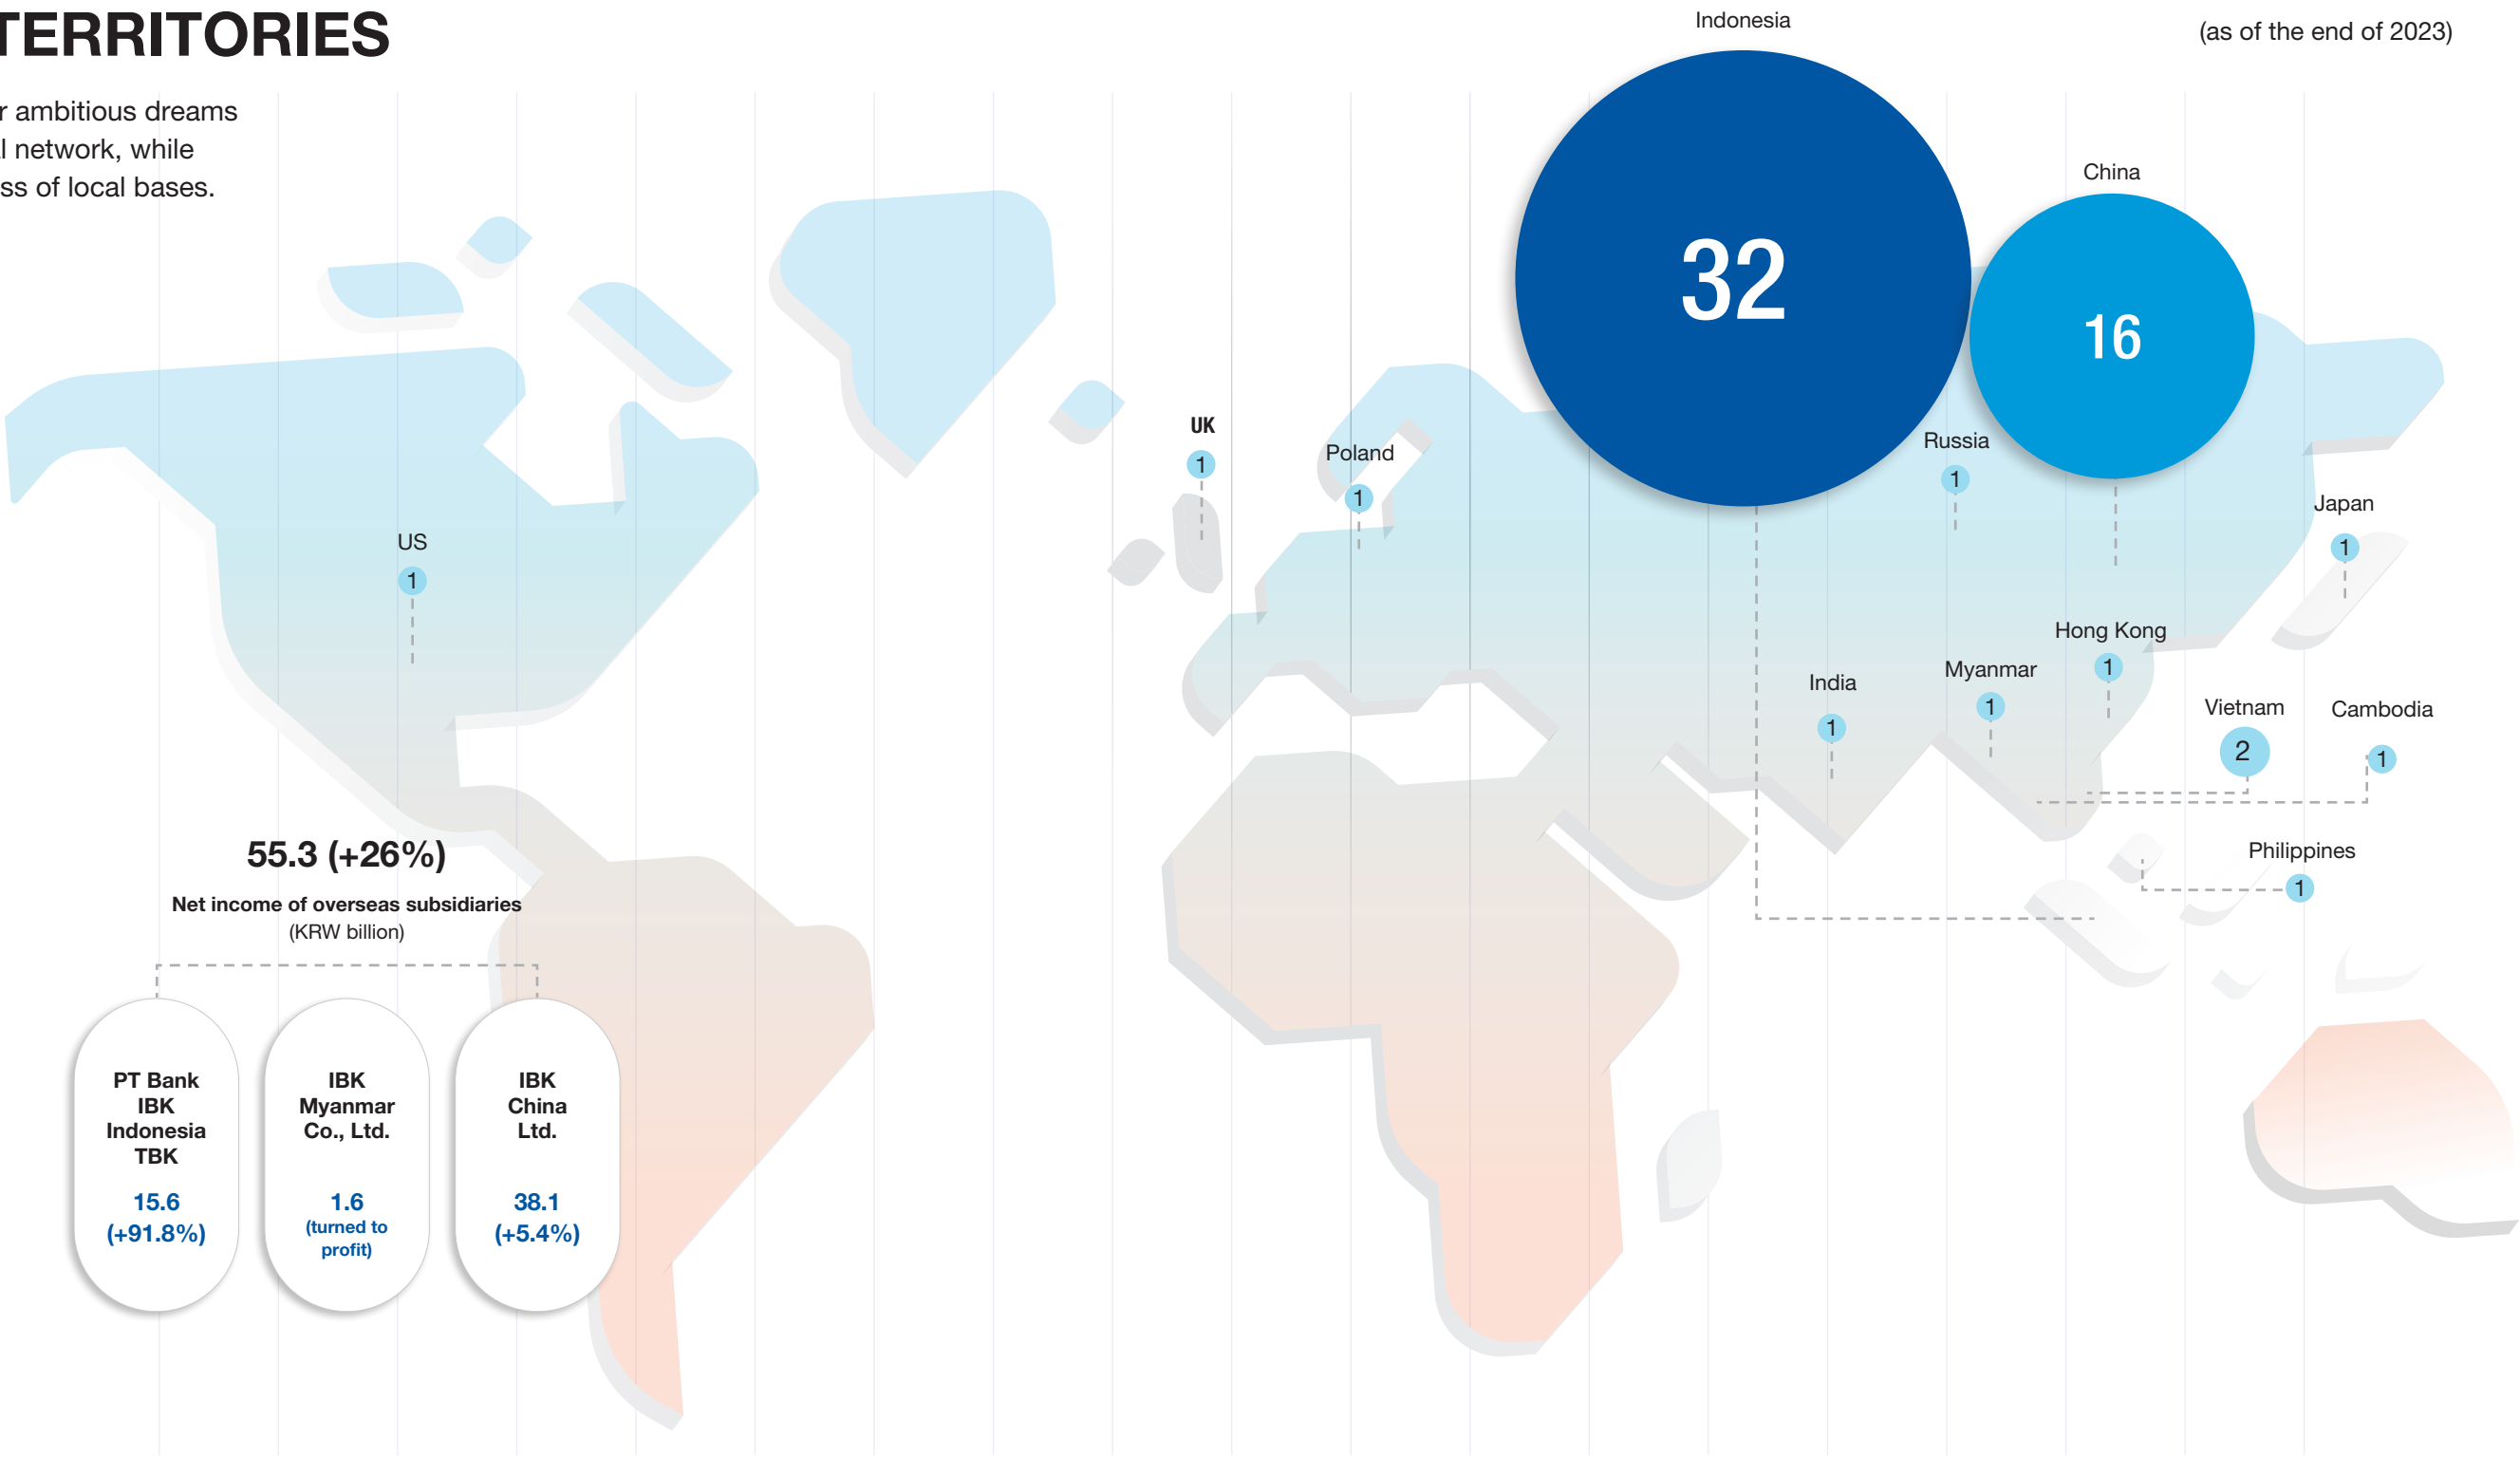 TERRITORIES
(as of the end of 2023)
ambitious dreams
network, while
of local bases.
Indonesia
32
China
16
UK
1
Poland
1
Russia
1
Japan
1
US
1
Hong Kong
1
Myanmar
1
India
1
Vietnam
2
Cambodia
1
Philippines
1
55.3 (+26%)
Net income of overseas subsidiaries
(KRW billion)
PT Bank
IBK
Indonesia
TBK
15.6
(+91.8%)
IBK
Myanmar
Co., Ltd.
1.6
(turned to
profit)
IBK
China
Ltd.
38.1
(+5.4%)